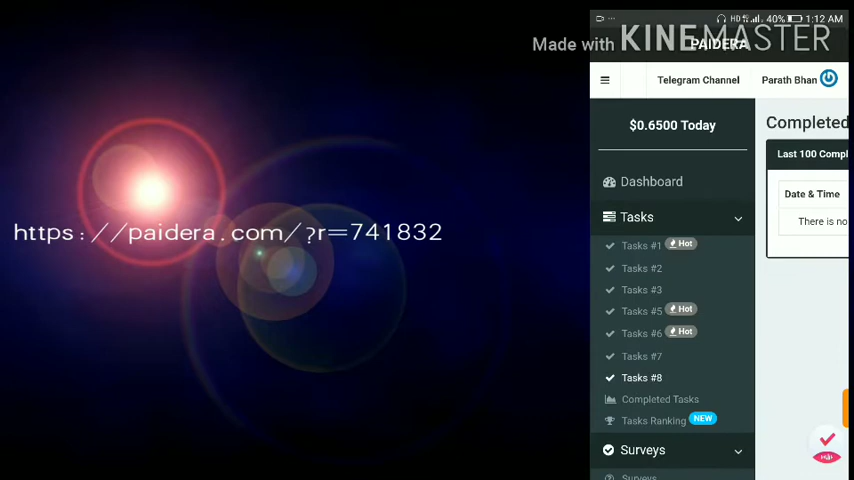 https://paidera.com/?r=741832
Made with KINEMASTER
HD 40% 1:12 AM
PAIDERA
Telegram Channel
Parath Bhan
$0.6500 Today
Dashboard
Tasks
Tasks #1 Hot
Tasks #2
Tasks #3
Tasks #5 Hot
Tasks #6 Hot
Tasks #7
Tasks #8
Completed Tasks
Tasks Ranking NEW
Surveys
Surveys
Completed
Last 100 Compl
Date & Time
There is no